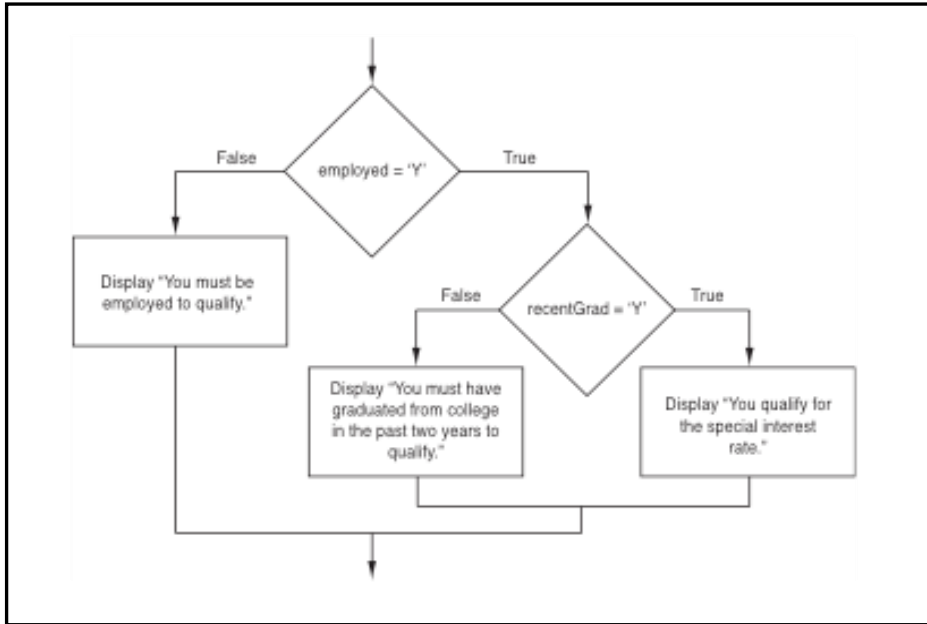 employed = ‘Y’
False
True
Display “You must be
employed to qualify.”
recentGrad = ‘Y’
False
True
Display “You must have
graduated from college
in the past two years to
qualify.”
Display “You qualify for
the special interest
rate.”